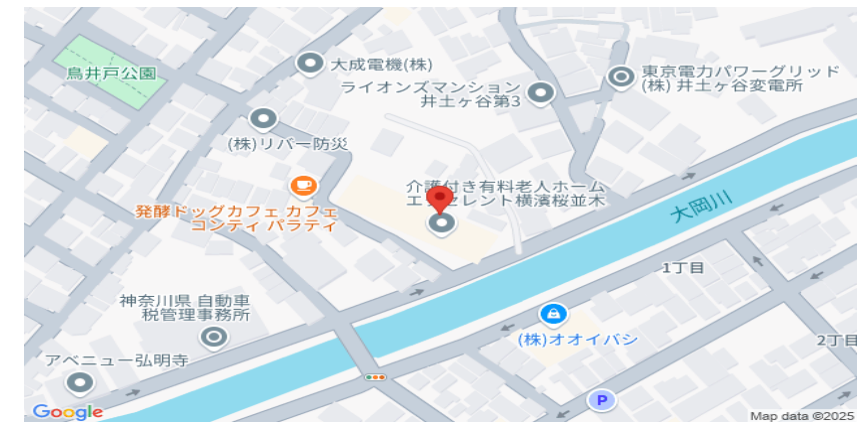 鳥井戸公園
大成電機(株)
ライオンズマンション
井土ヶ谷第3
東京電力パワーグリッド
(株) 井土ヶ谷変電所
(株)リバー防災
介護付き有料老人ホーム
エクセレント横濱桜並木
発酵ドッグカフェ カフェ
コンティ パラティ
大岡川
1丁目
神奈川県 自動車
税管理事務所
(株)オオイバシ
2丁目
アベニュー弘明寺
P
Google
Map data ©2025